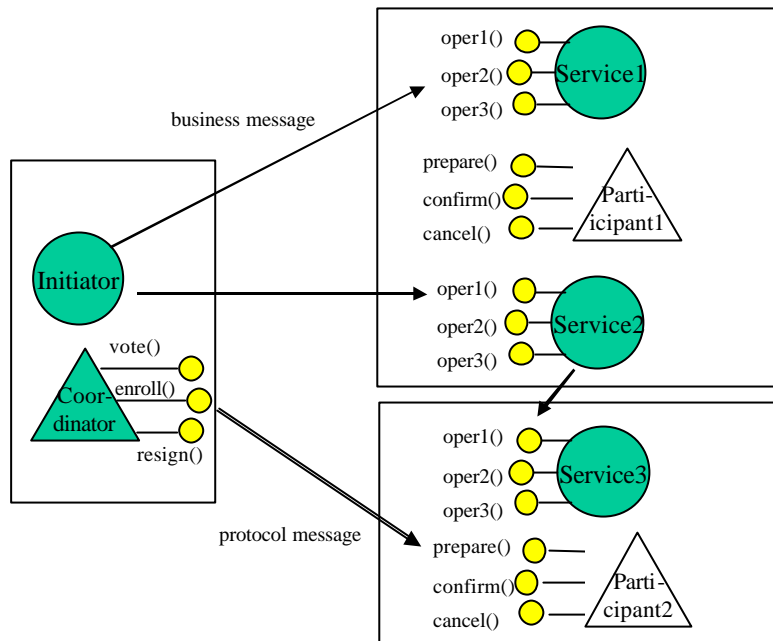 business message
Initiator
vote()
enroll()
Coor-
dinator
resign()
protocol message
oper1()
oper2()
oper3()
Service1
prepare()
confirm()
cancel()
Parti-
icipant1
oper1()
oper2()
oper3()
Service2
oper1()
oper2()
oper3()
Service3
prepare()
confirm()
cancel()
Parti-
cipant2